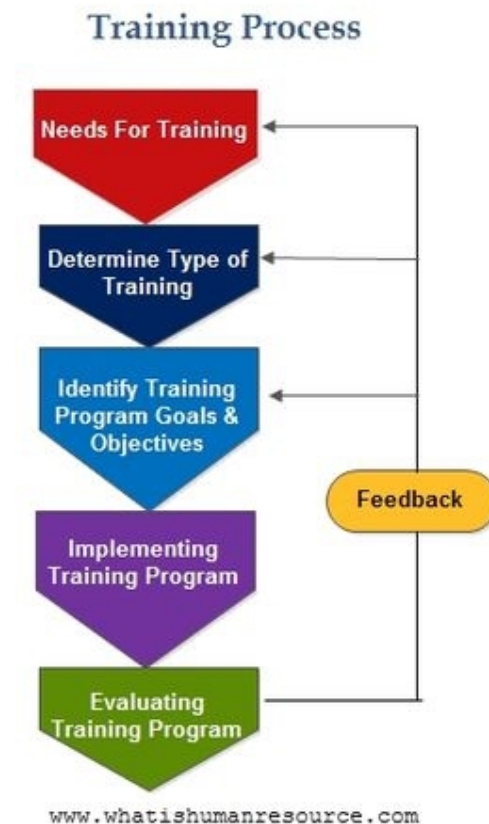 Training Process
Needs For Training
Determine Type of
Training
Identify Training
Program Goals &
Objectives
Feedback
Implementing
Training Program
Evaluating
Training Program
www.whatishumanresource.com